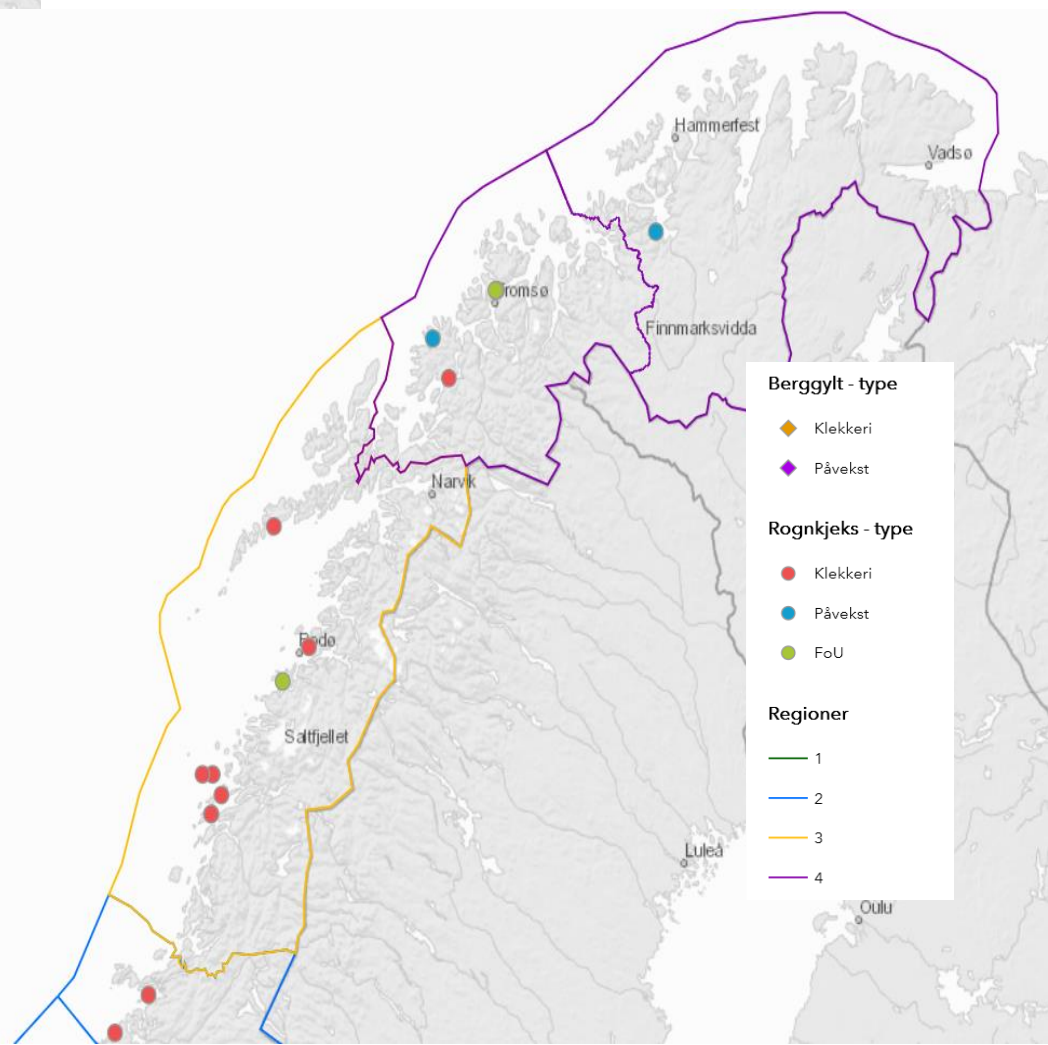 Hammerfest
Vadsø
Tromsø
Finnmarksvidda
Narvik
Bodø
Saltfjellet
Luleå
Oulu
Berggylt - type
Klekkeri
Påvekst
Rognkjeks - type
Klekkeri
Påvekst
FoU
Regioner
1
2
3
4